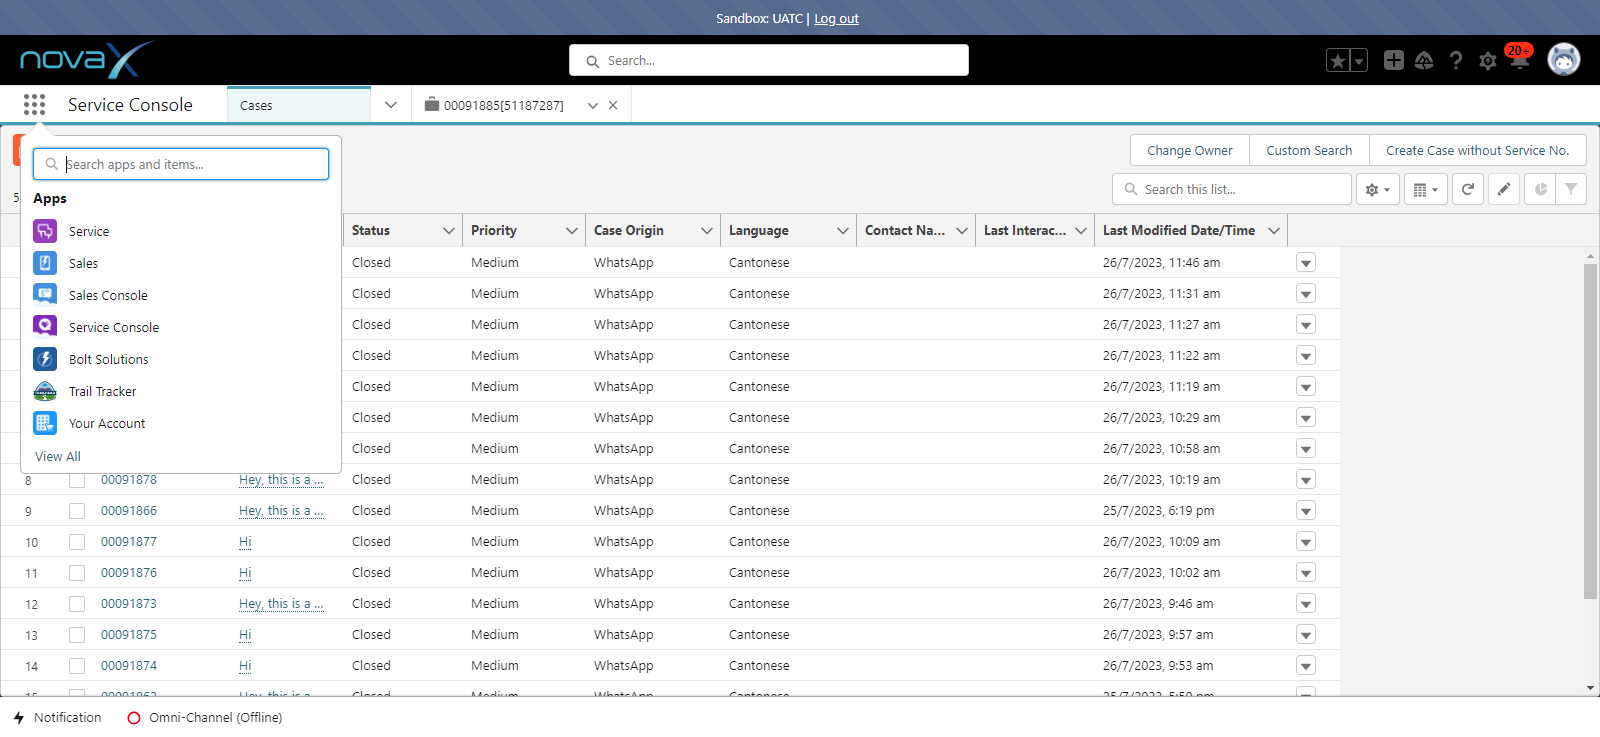 Sandbox: UATC | Log out
novaX
Search...
20+
Service Console
Cases
00091885[51187287]
Search apps and items...
Apps
Service
Sales
Sales Console
Service Console
Bolt Solutions
Trail Tracker
Your Account
View All
Change Owner
Custom Search
Create Case without Service No.
5
Search this list...
Status Priority Case Origin Language Contact Na... Last Interac... Last Modified Date/Time
Closed Medium WhatsApp Cantonese 26/7/2023, 11:46 am
Closed Medium WhatsApp Cantonese 26/7/2023, 11:31 am
Closed Medium WhatsApp Cantonese 26/7/2023, 11:27 am
Closed Medium WhatsApp Cantonese 26/7/2023, 11:22 am
Closed Medium WhatsApp Cantonese 26/7/2023, 11:19 am
Closed Medium WhatsApp Cantonese 26/7/2023, 10:29 am
Closed Medium WhatsApp Cantonese 26/7/2023, 10:58 am
8 00091878 Hey, this is a ... Closed Medium WhatsApp Cantonese 26/7/2023, 10:19 am
9 00091866 Hey, this is a ... Closed Medium WhatsApp Cantonese 25/7/2023, 6:19 pm
10 00091877 Hi Closed Medium WhatsApp Cantonese 26/7/2023, 10:09 am
11 00091876 Hi Closed Medium WhatsApp Cantonese 26/7/2023, 10:02 am
12 00091873 Hey, this is a ... Closed Medium WhatsApp Cantonese 26/7/2023, 9:46 am
13 00091875 Hi Closed Medium WhatsApp Cantonese 26/7/2023, 9:57 am
14 00091874 Hi Closed Medium WhatsApp Cantonese 26/7/2023, 9:53 am
Closed Medium WhatsApp Cantonese
Notification
Omni-Channel (Offline)